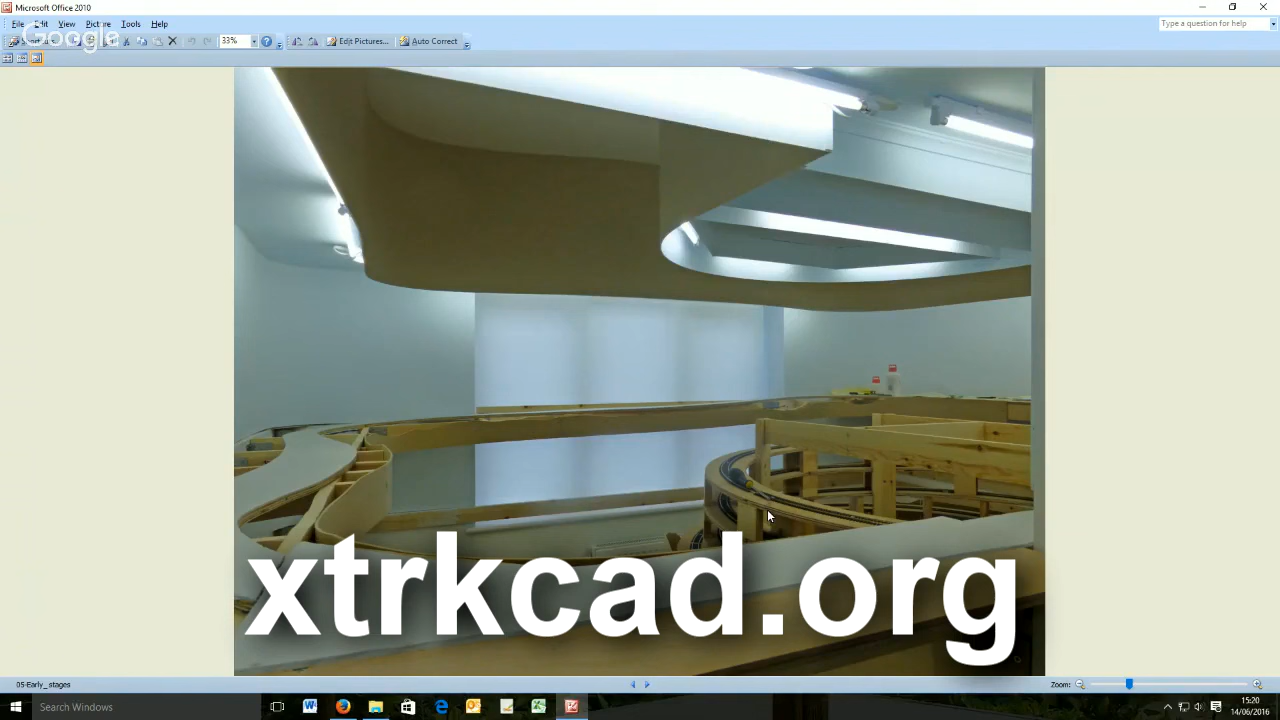 Microsoft Office 2010
File Edit View Picture Tools Help
Type a question for help
Google
33%
Edit Pictures...
Auto Correct
xtrkcad.org
05-Early_stages
Zoom:
Search Windows
15:20
14/06/2016